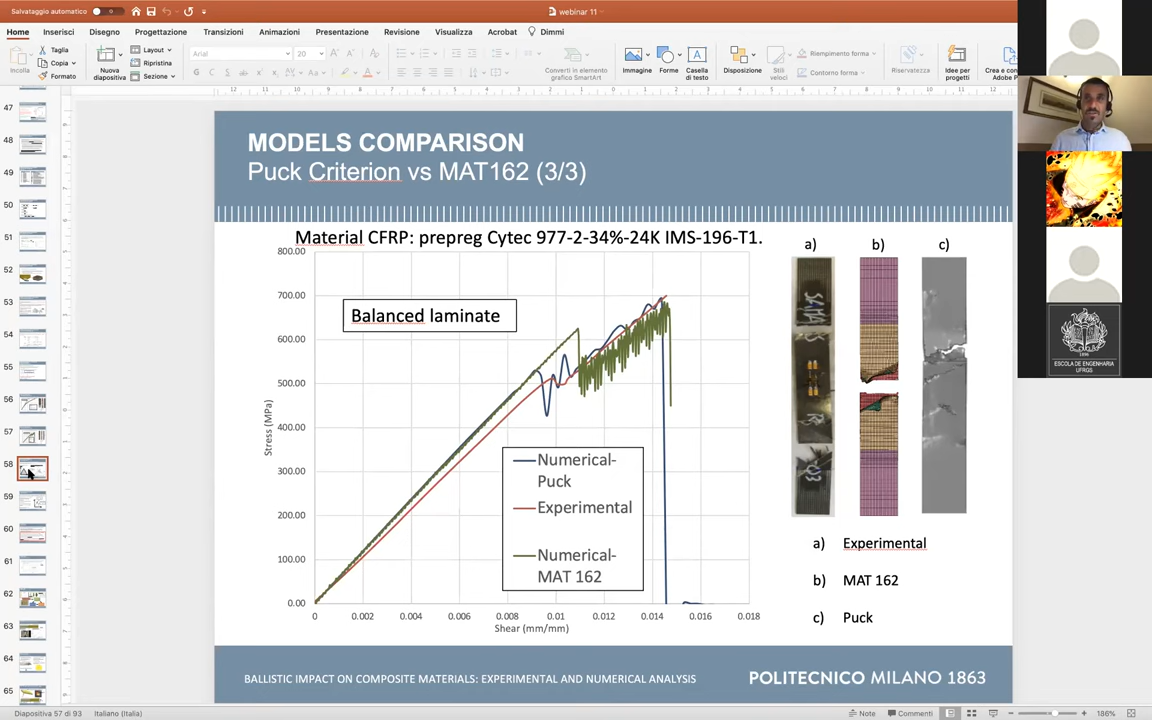 Salvataggio automatico
webinar 11
Home Inserisci Disegno Progettazione Transizioni Animazioni Presentazione Revisione Visualizza Acrobat Dimmi
Incolla
Taglia
Copia
Formato
Nuova
diapositiva
Layout
Ripristina
Sezione
Arial 20
Converti in elemento
grafico SmartArt
Immagine
Forme
Casella
di testo
Disposizione
Stili
veloci
Riempimento forma
Contorno forma
Riservatezza
Idee per
progetti
Crea e co
Adobe P
47
48
49
50
51
52
53
54
55
56
57
58
59
60
61
62
63
64
65
MODELS COMPARISON
Puck Criterion vs MAT162 (3/3)
Material CFRP: prepreg Cytec 977-2-34%-24K IMS-196-T1.
Balanced laminate
800.00
700.00
600.00
500.00
400.00
300.00
200.00
100.00
0.00
Stress (MPa)
0 0.002 0.004 0.006 0.008 0.01 0.012 0.014 0.016 0.018
Shear (mm/mm)
Numerical-
Puck
Experimental
Numerical-
MAT 162
a) b) c)
a) Experimental
b) MAT 162
c) Puck
BALLISTIC IMPACT ON COMPOSITE MATERIALS: EXPERIMENTAL AND NUMERICAL ANALYSIS
POLITECNICO MILANO 1863
ESCOLA DE ENGENHARIA
UFRGS
Diapositiva 57 di 93 Italiano (Italia)
Note Commenti 186%